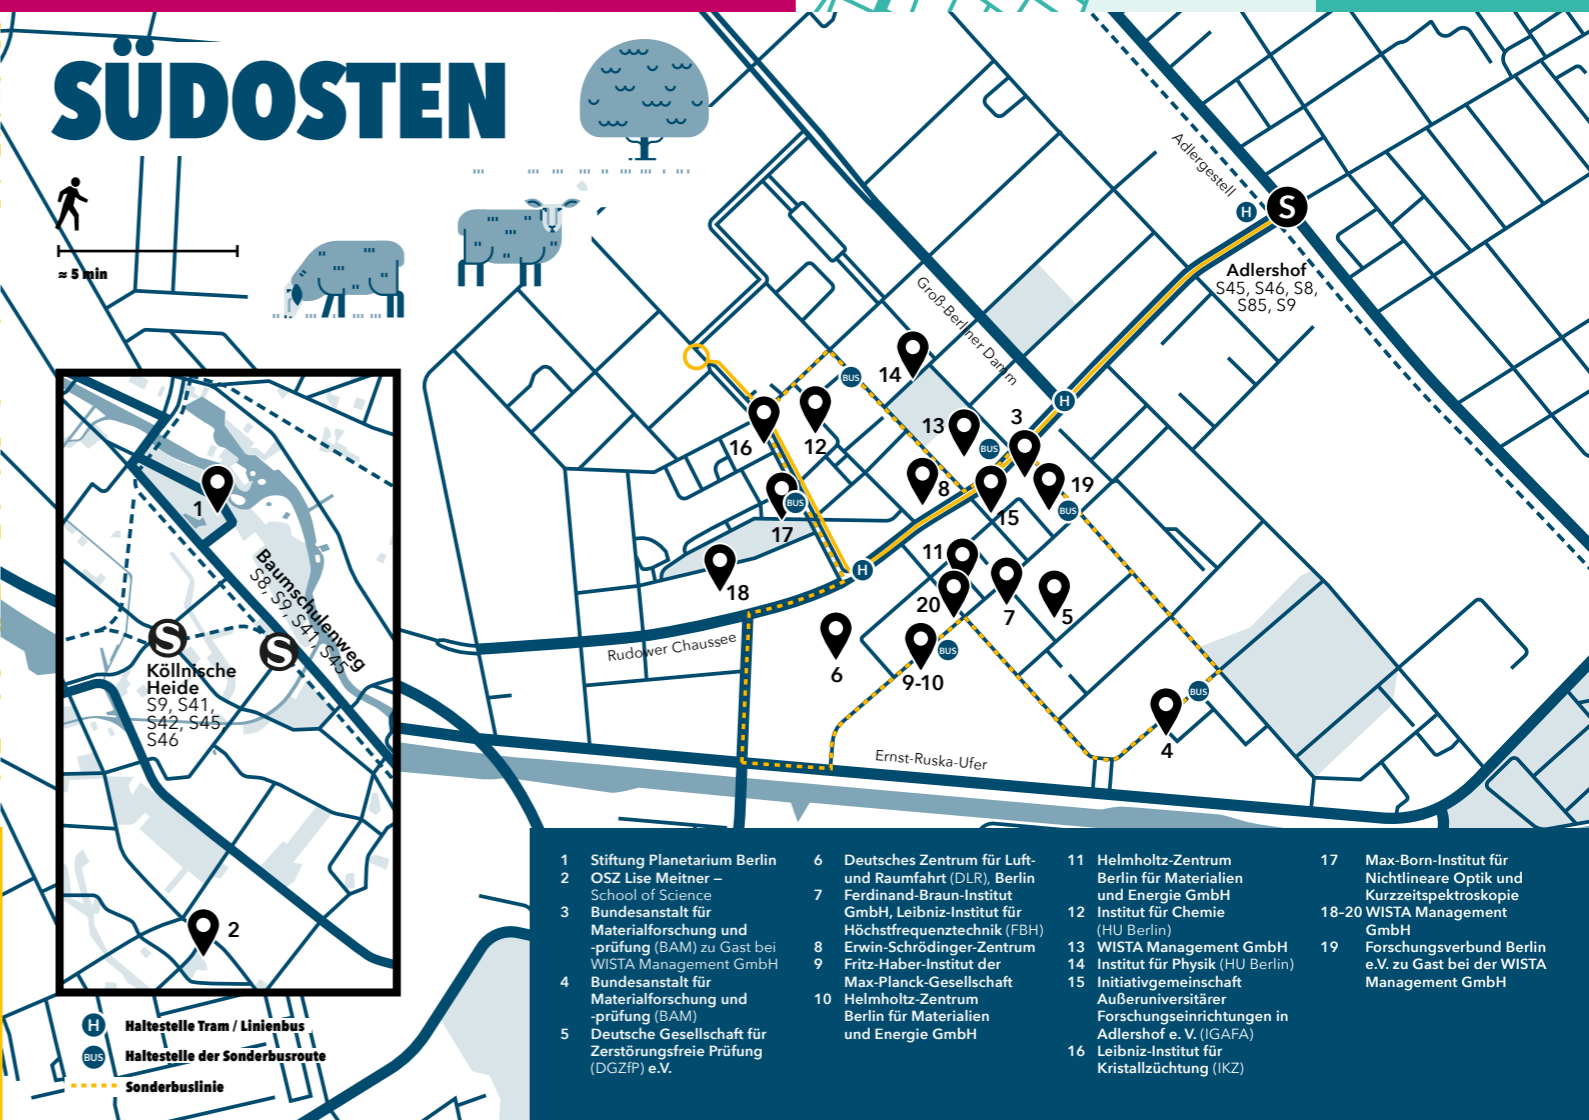 SÜDOSTEN
≈ 5 min
Adlergestell
H
S
Adlershof
S45, S46, S8,
S85, S9
Groß-Berliner Damm
H
14
BUS
13
3
BUS
16
12
8
15
19
BUS
BUS
17
11
H
18
20
7
5
Rudower Chaussee
6
BUS
9-10
BUS
4
Ernst-Ruska-Ufer
1
Baumschulenweg
S8, S9, S41, S45
S
S
Köllnische
Heide
S9, S41,
S42, S45,
S46
2
H Haltestelle Tram / Linienbus
BUS Haltestelle der Sonderbusroute
Sonderbuslinie
1 Stiftung Planetarium Berlin
2 OSZ Lise Meitner –
School of Science
3 Bundesanstalt für
Materialforschung und
-prüfung (BAM) zu Gast bei
WISTA Management GmbH
4 Bundesanstalt für
Materialforschung und
-prüfung (BAM)
5 Deutsche Gesellschaft für
Zerstörungsfreie Prüfung
(DGZfP) e.V.
6 Deutsches Zentrum für Luft-
und Raumfahrt (DLR), Berlin
7 Ferdinand-Braun-Institut
GmbH, Leibniz-Institut für
Höchstfrequenztechnik (FBH)
8 Erwin-Schrödinger-Zentrum
9 Fritz-Haber-Institut der
Max-Planck-Gesellschaft
10 Helmholtz-Zentrum
Berlin für Materialien
und Energie GmbH
11 Helmholtz-Zentrum
Berlin für Materialien
und Energie GmbH
12 Institut für Chemie
(HU Berlin)
13 WISTA Management GmbH
14 Institut für Physik (HU Berlin)
15 Initiativgemeinschaft
Außeruniversitärer
Forschungseinrichtungen in
Adlershof e. V. (IGAFA)
16 Leibniz-Institut für
Kristallzüchtung (IKZ)
17 Max-Born-Institut für
Nichtlineare Optik und
Kurzzeitspektroskopie
18–20 WISTA Management
GmbH
19 Forschungsverbund Berlin
e.V. zu Gast bei der WISTA
Management GmbH